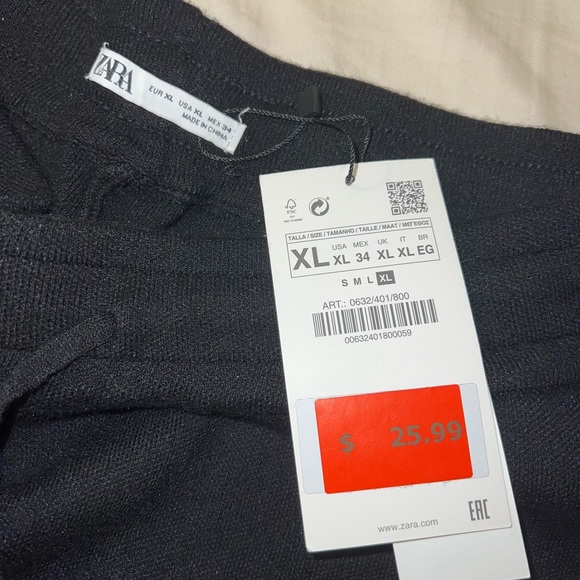 ZARA
EUR XL USA XL MEX 34
MADE IN CHINA
FSC
TALLA / SIZE / TAMANHO / TAILLE / MAAT / ΜΕΓΕΘΟΣ
XL
USA MEX UK IT BR
XL 34 XL XL EG
S M L XL
ART.: 0632/401/800
00632401800059
$ 25.99
www.zara.com
EAC